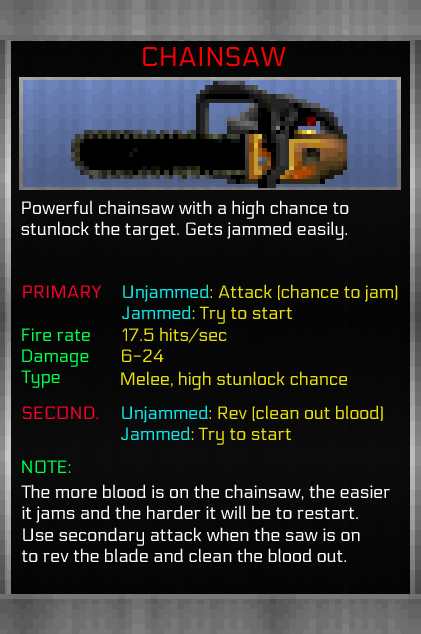 CHAINSAW
Powerful chainsaw with a high chance to
stunlock the target. Gets jammed easily.
PRIMARY Unjammed: Attack (chance to jam)
Jammed: Try to start
Fire rate 17.5 hits/sec
Damage 6-24
Type Melee, high stunlock chance
SECOND. Unjammed: Rev (clean out blood)
Jammed: Try to start
NOTE:
The more blood is on the chainsaw, the easier
it jams and the harder it will be to restart.
Use secondary attack when the saw is on
to rev the blade and clean the blood out.